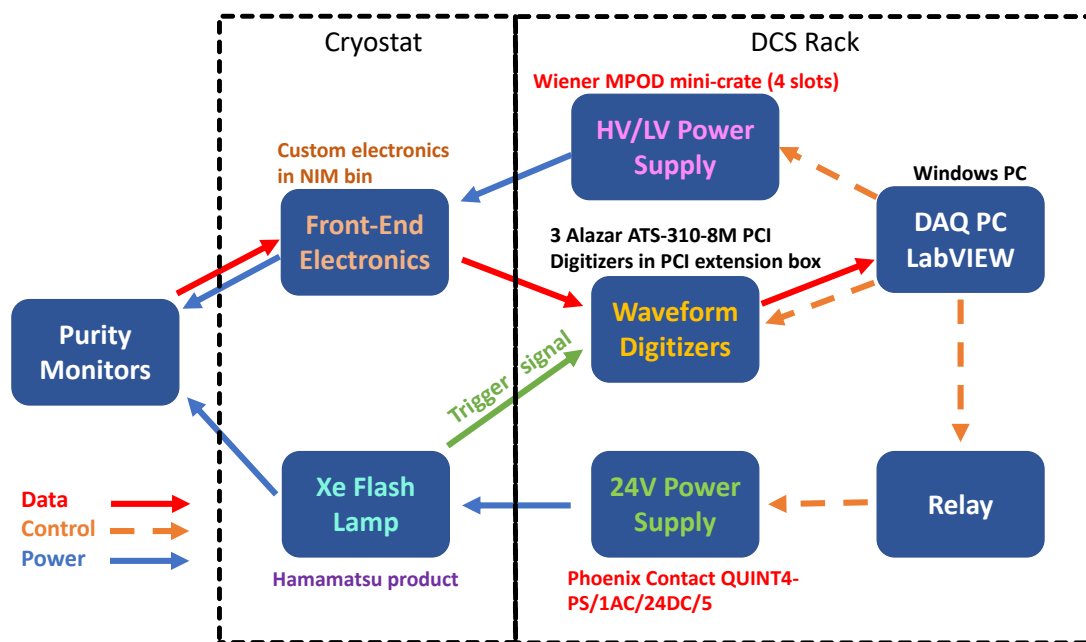 Cryostat
DCS Rack
Wiener MPOD mini-crate (4 slots)
HV/LV Power
Supply
Custom electronics
in NIM bin
Front-End
Electronics
Windows PC
DAQ PC
LabVIEW
3 Alazar ATS-310-8M PCI
Digitizers in PCI extension box
Waveform
Digitizers
Purity
Monitors
Trigger signal
Xe Flash
Lamp
24V Power
Supply
Relay
Data
Control
Power
Hamamatsu product
Phoenix Contact QUINT4-
PS/1AC/24DC/5